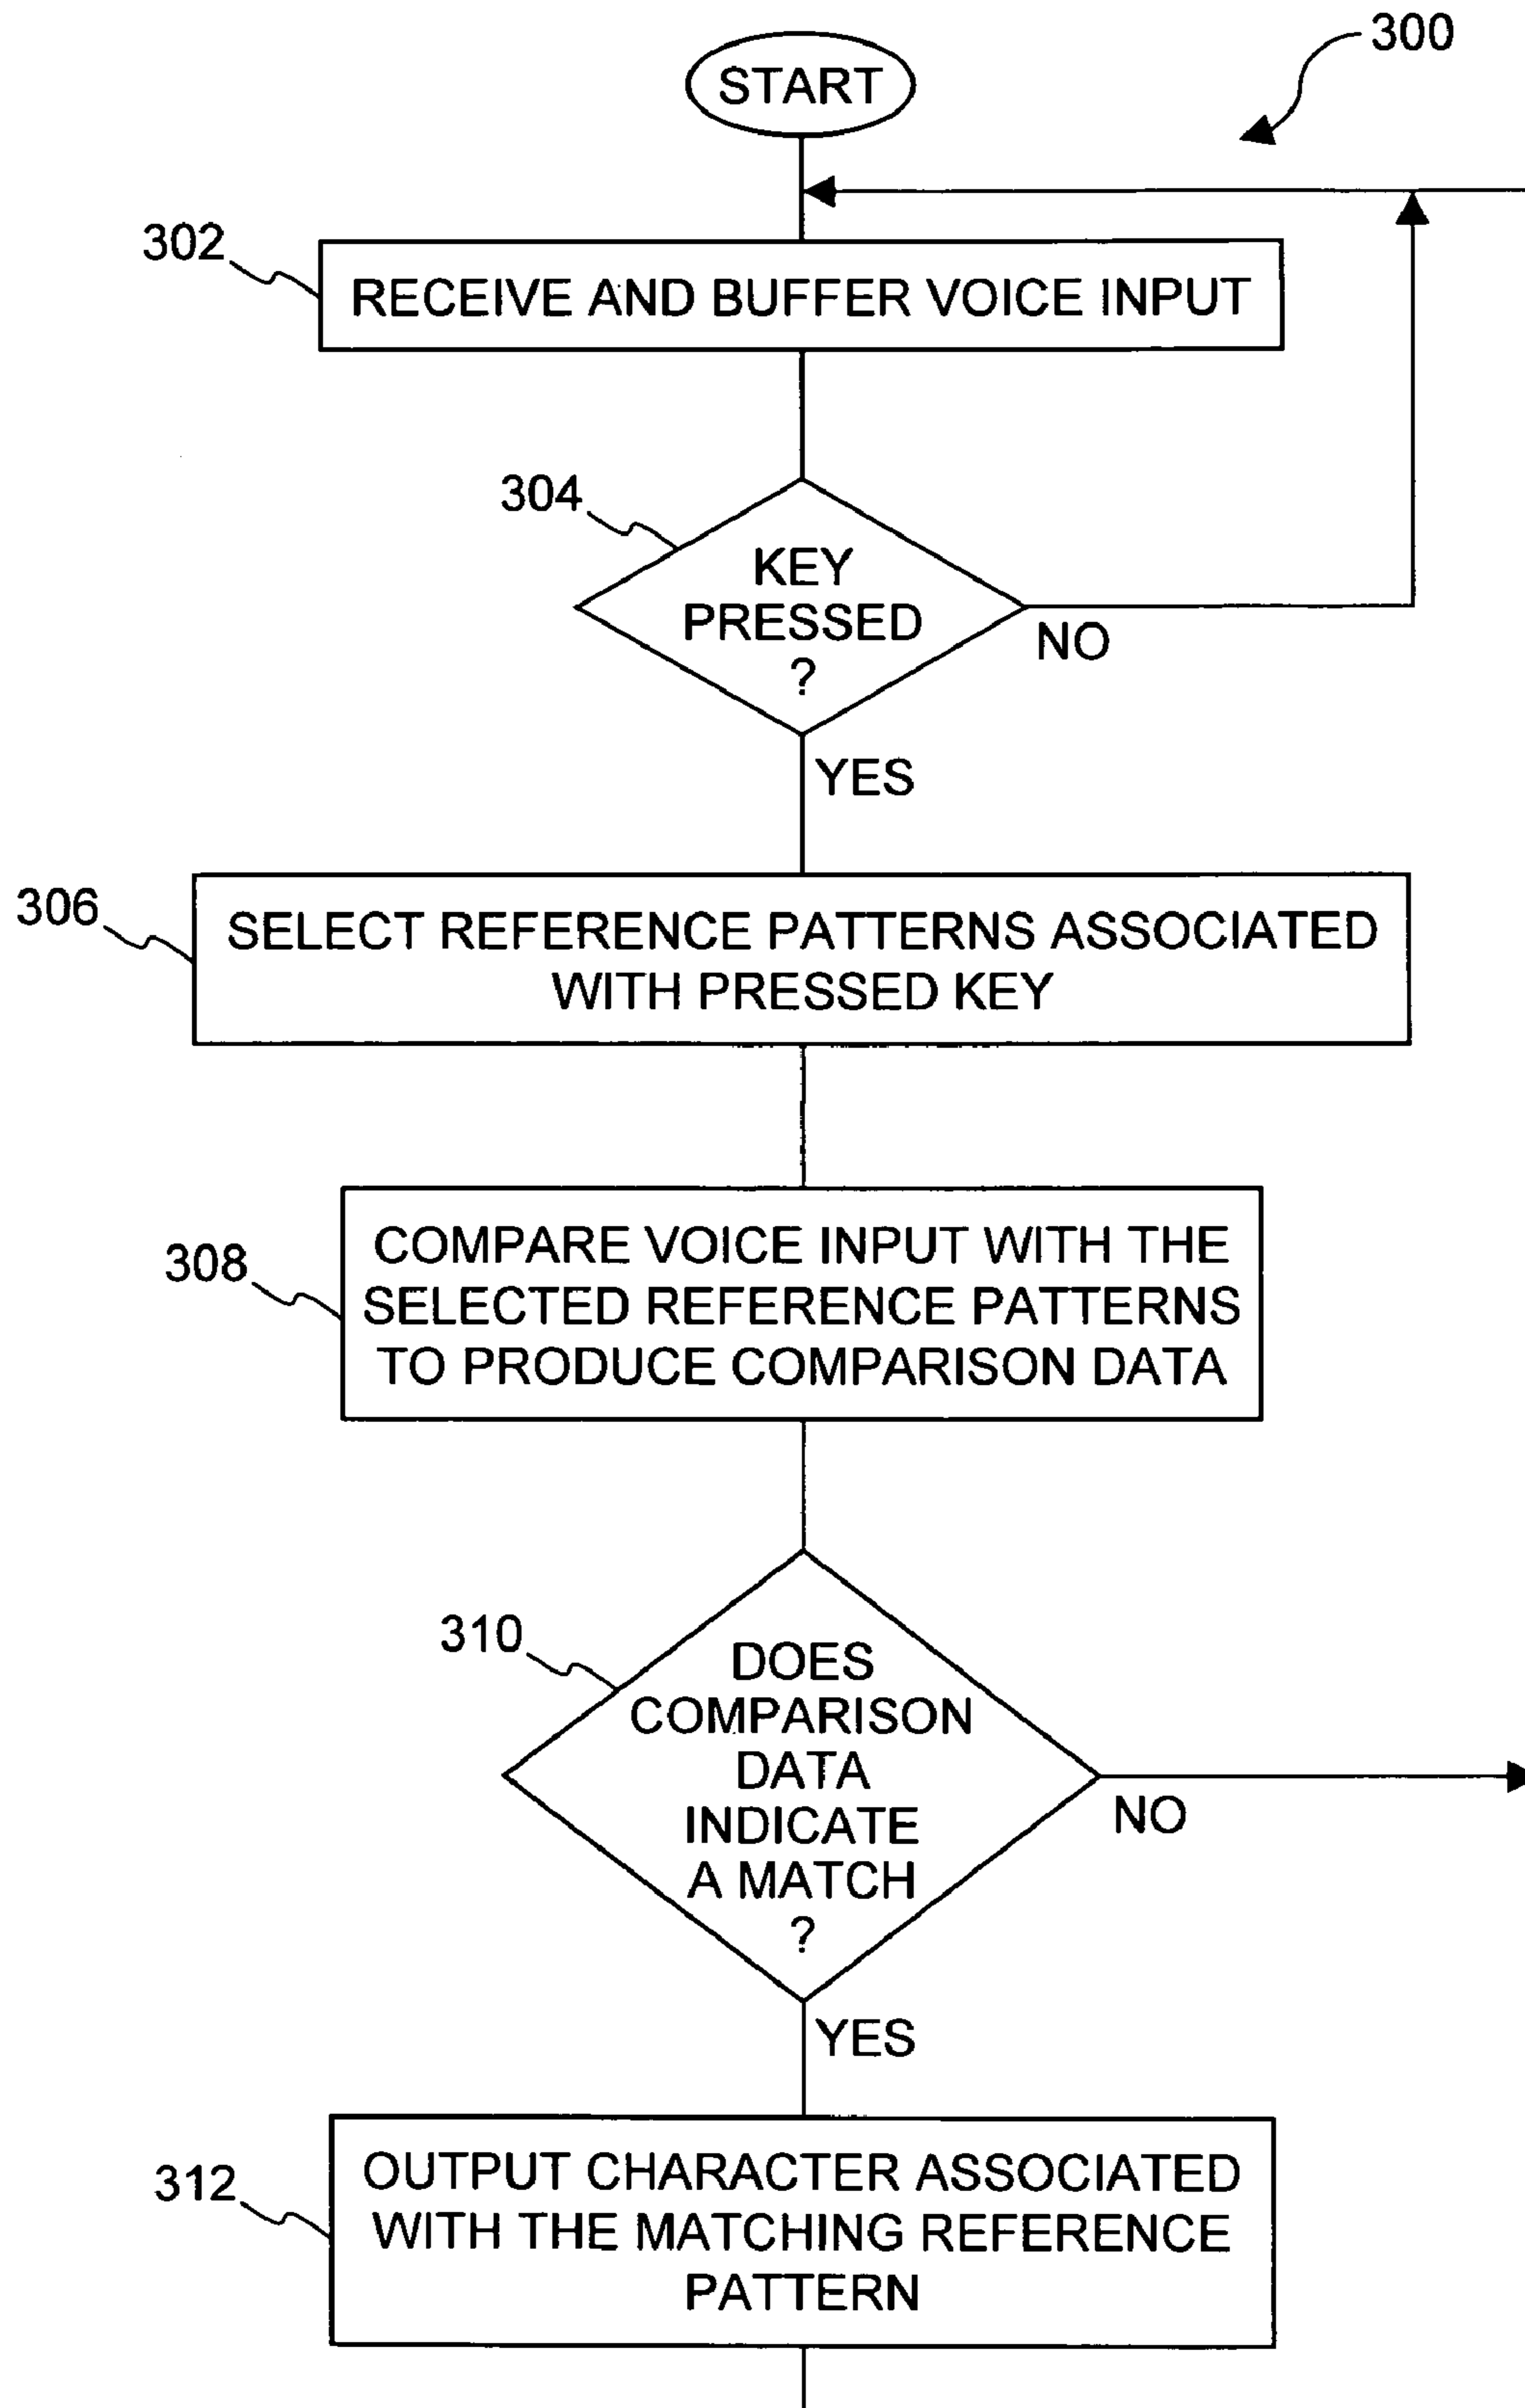 300
START
302
RECEIVE AND BUFFER VOICE INPUT
304
KEY
PRESSED
?
NO
YES
306
SELECT REFERENCE PATTERNS ASSOCIATED
WITH PRESSED KEY
308
COMPARE VOICE INPUT WITH THE
SELECTED REFERENCE PATTERNS
TO PRODUCE COMPARISON DATA
310
DOES
COMPARISON
DATA
INDICATE
A MATCH
?
NO
YES
312
OUTPUT CHARACTER ASSOCIATED
WITH THE MATCHING REFERENCE
PATTERN